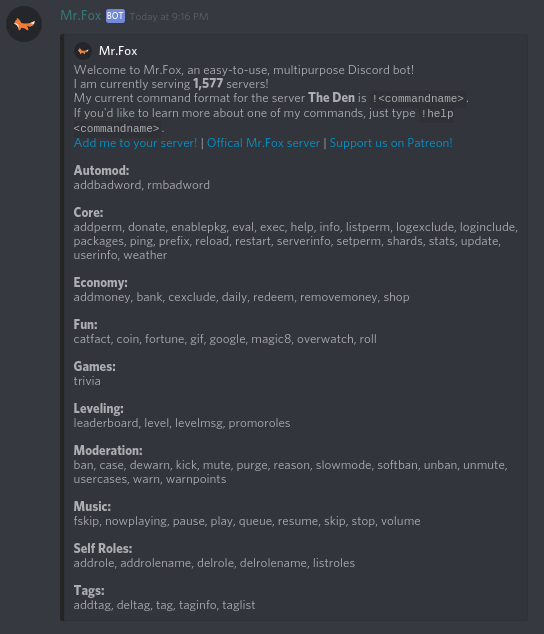 Mr.Fox BOT Today at 9:16 PM
Mr.Fox
Welcome to Mr.Fox, an easy-to-use, multipurpose Discord bot!
I am currently serving 1,577 servers!
My current command format for the server The Den is !<commandname>.
If you'd like to learn more about one of my commands, just type !help
<commandname>.
Add me to your server! | Offical Mr.Fox server | Support us on Patreon!
Automod:
addbadword, rmbadword
Core:
addperm, donate, enablepkg, eval, exec, help, info, listperm, logexclude, loginclude,
packages, ping, prefix, reload, restart, serverinfo, setperm, shards, stats, update,
userinfo, weather
Economy:
addmoney, bank, cexclude, daily, redeem, removemoney, shop
Fun:
catfact, coin, fortune, gif, google, magic8, overwatch, roll
Games:
trivia
Leveling:
leaderboard, level, levelmsg, promoroles
Moderation:
ban, case, dewarn, kick, mute, purge, reason, slowmode, softban, unban, unmute,
usercases, warn, warnpoints
Music:
fskip, nowplaying, pause, play, queue, resume, skip, stop, volume
Self Roles:
addrole, addrolename, delrole, delrolename, listroles
Tags:
addtag, deltag, tag, taginfo, taglist